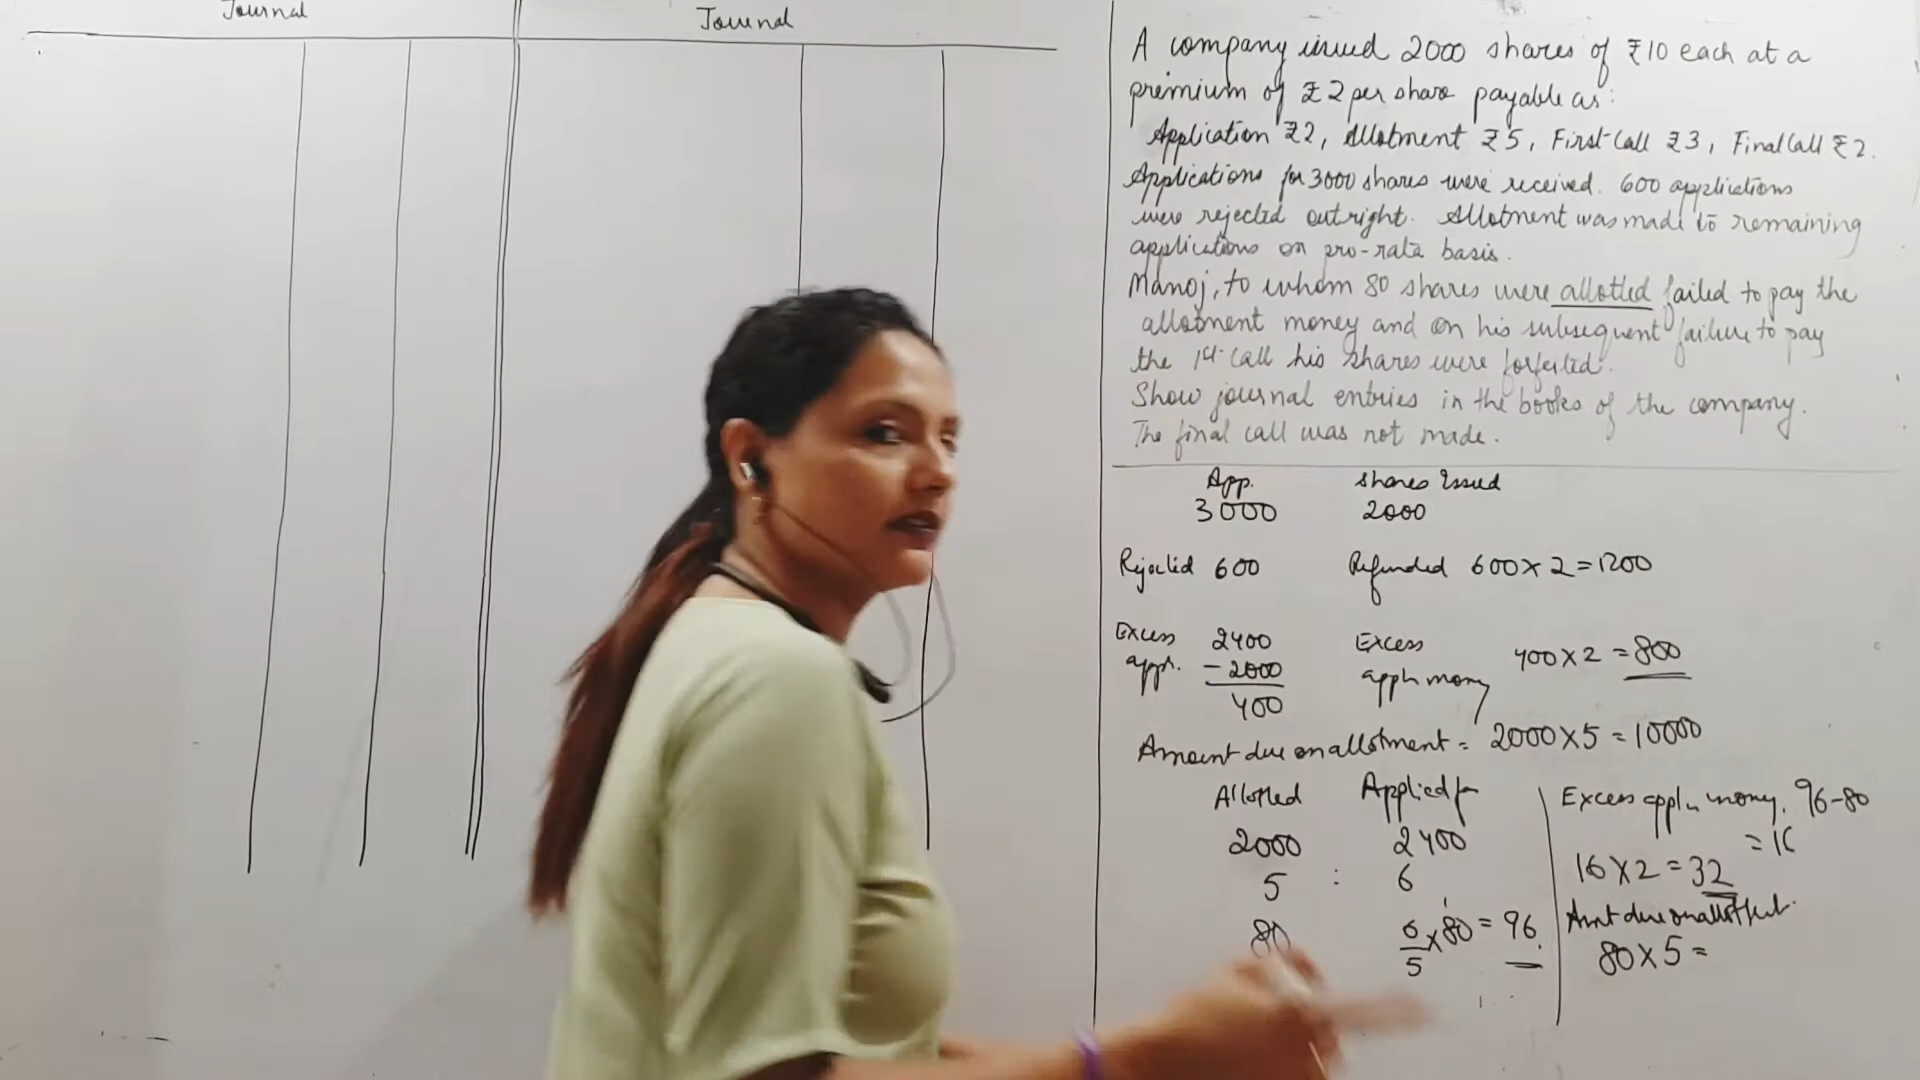 Journal
Journal
A company issued 2000 shares of ₹10 each at a
premium of ₹2 per share payable as:
Application ₹2, Allotment ₹5, First Call ₹3, Final Call ₹2.
Applications for 3000 shares were received. 600 applications
were rejected outright. Allotment was made to remaining
applications on pro-rata basis.
Manoj, to whom 80 shares were allotted failed to pay the
allotment money and on his subsequent failure to pay
the 1st call his shares were forfeited.
Show journal entries in the books of the company.
The final call was not made.
App. Shares Issued
3000 2000
Rejected 600 Refunded 600 x 2 = 1200
Excess 2400 Excess 400 x 2 = 800
appn. - 2000 appln money
400
Amount due on allotment = 2000 x 5 = 10000
Allotted Applied for
2000 2400
5 : 6
80 6/5 x 80 = 96
Excess appln money. 96-80
= 16
16 x 2 = 32
Amt due on allotment.
80 x 5 =